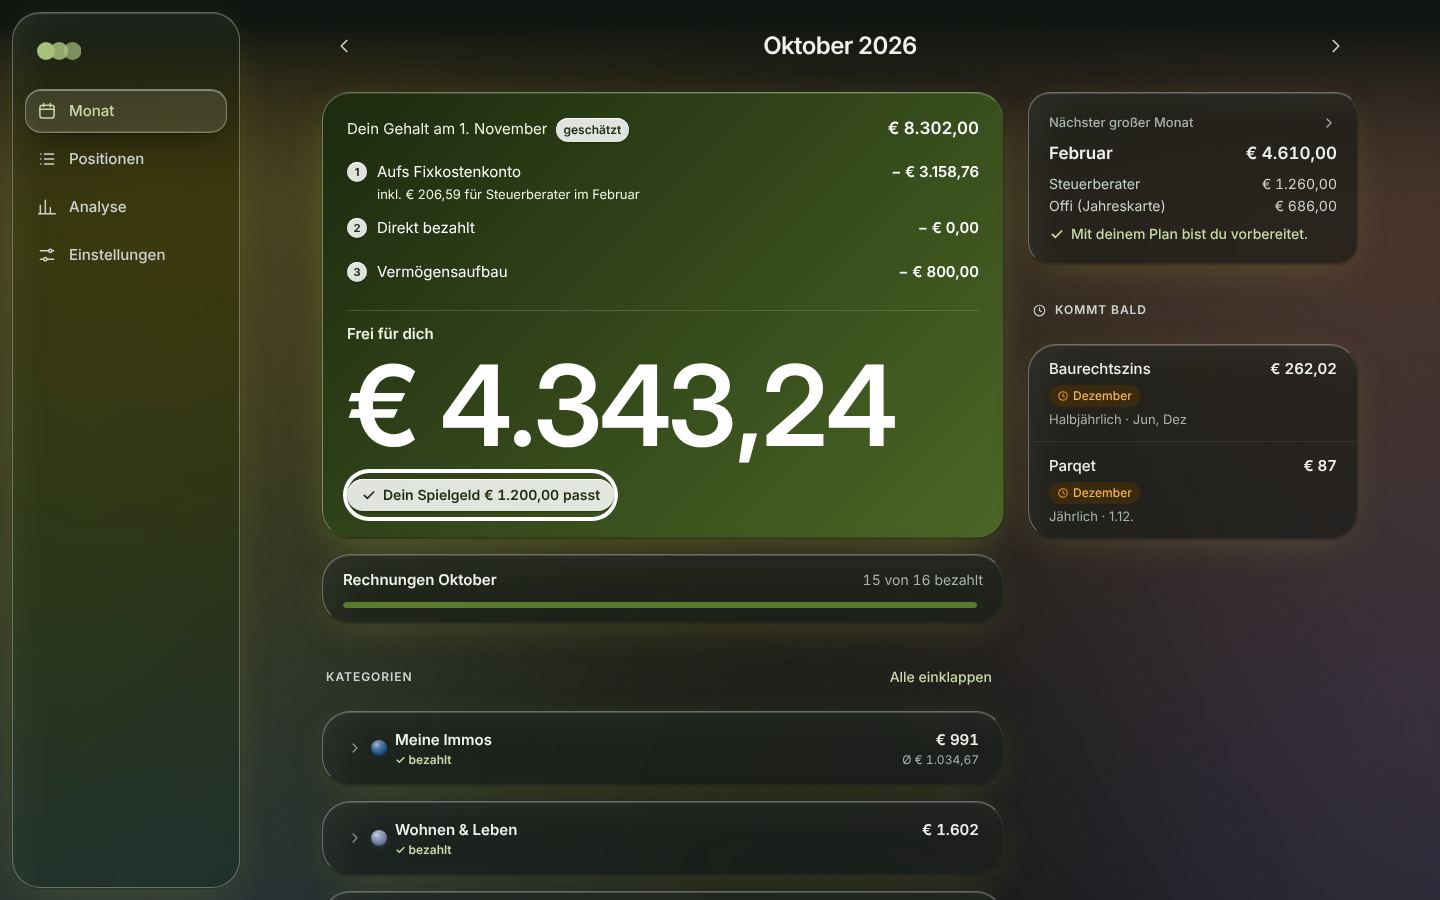 Oktober 2026
Monat
Positionen
Analyse
Einstellungen
Dein Gehalt am 1. November geschätzt € 8.302,00
1 Aufs Fixkostenkonto – € 3.158,76
inkl. € 206,59 für Steuerberater im Februar
2 Direkt bezahlt – € 0,00
3 Vermögensaufbau – € 800,00
Frei für dich
€ 4.343,24
Dein Spielgeld € 1.200,00 passt
Rechnungen Oktober 15 von 16 bezahlt
KATEGORIEN Alle einklappen
Meine Immos € 991
bezahlt Ø € 1.034,67
Wohnen & Leben € 1.602
bezahlt
Nächster großer Monat
Februar € 4.610,00
Steuerberater € 1.260,00
Offi (Jahreskarte) € 686,00
Mit deinem Plan bist du vorbereitet.
KOMMT BALD
Baurechtszins € 262,02
Dezember
Halbjährlich · Jun, Dez
Parqet € 87
Dezember
Jährlich · 1.12.